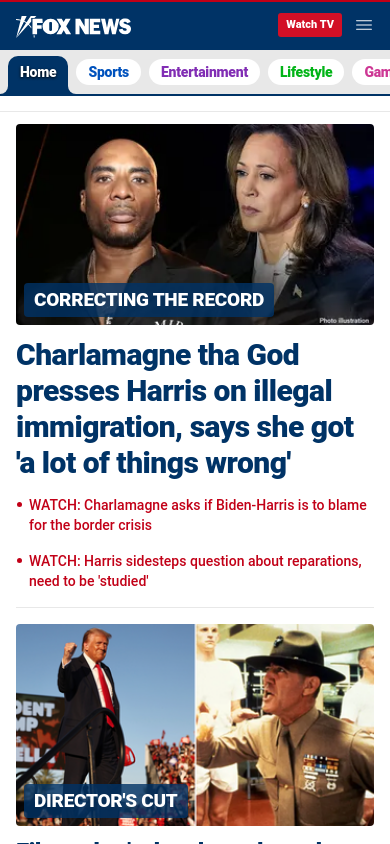 FOX NEWS
Watch TV
Home
Sports
Entertainment
Lifestyle
Gam
CORRECTING THE RECORD
Photo illustration
Charlamagne tha God
presses Harris on illegal
immigration, says she got
'a lot of things wrong'
• WATCH: Charlamagne asks if Biden-Harris is to blame
for the border crisis
• WATCH: Harris sidesteps question about reparations,
need to be 'studied'
DENT
MP
ELL
DIRECTOR'S CUT